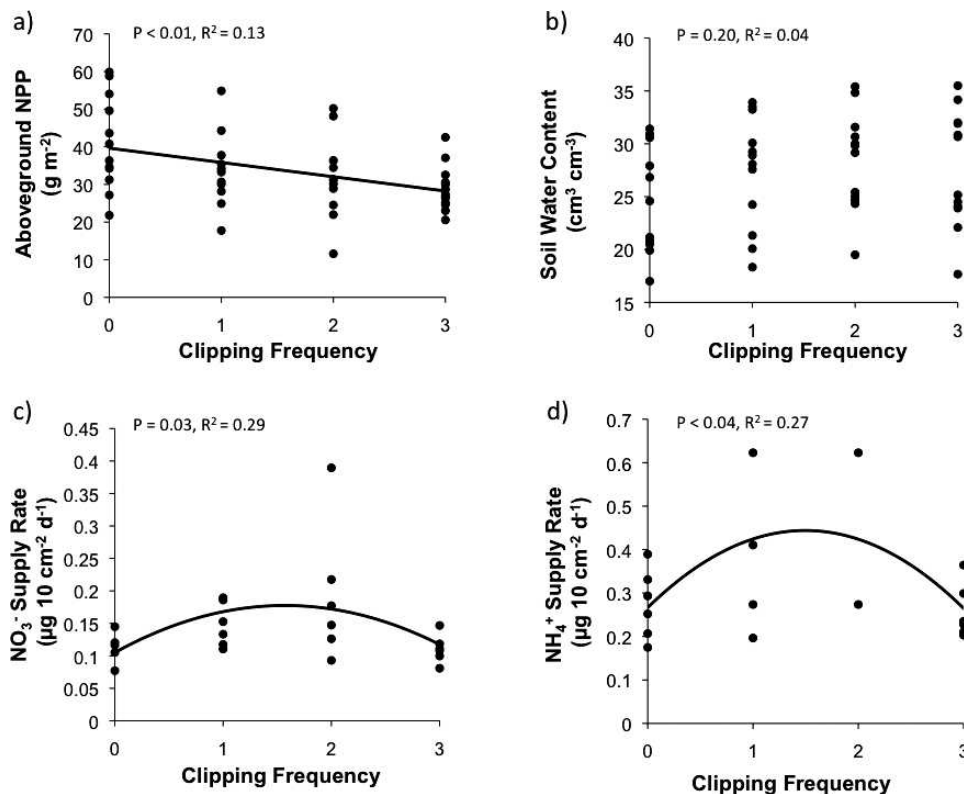 a)
P < 0.01, R² = 0.13
70
60
50
40
30
20
10
0
Aboveground NPP
(g m⁻²)
0 1 2 3
Clipping Frequency
b)
P = 0.20, R² = 0.04
40
35
30
25
20
15
Soil Water Content
(cm³ cm⁻³)
0 1 2 3
Clipping Frequency
c)
P = 0.03, R² = 0.29
0.45
0.4
0.35
0.3
0.25
0.2
0.15
0.1
0.05
0
NO₃⁻ Supply Rate
(µg 10 cm⁻² d⁻¹)
0 1 2 3
Clipping Frequency
d)
P < 0.04, R² = 0.27
0.7
0.6
0.5
0.4
0.3
0.2
0.1
0
NH₄⁺ Supply Rate
(µg 10 cm⁻² d⁻¹)
0 1 2 3
Clipping Frequency